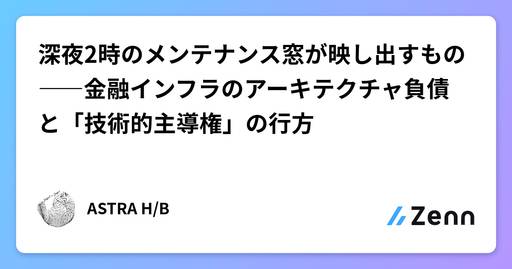 深夜2時のメンテナンス窓が映し出すもの
──金融インフラのアーキテクチャ負債
と「技術的主導権」の行方
ASTRA H/B
Zenn